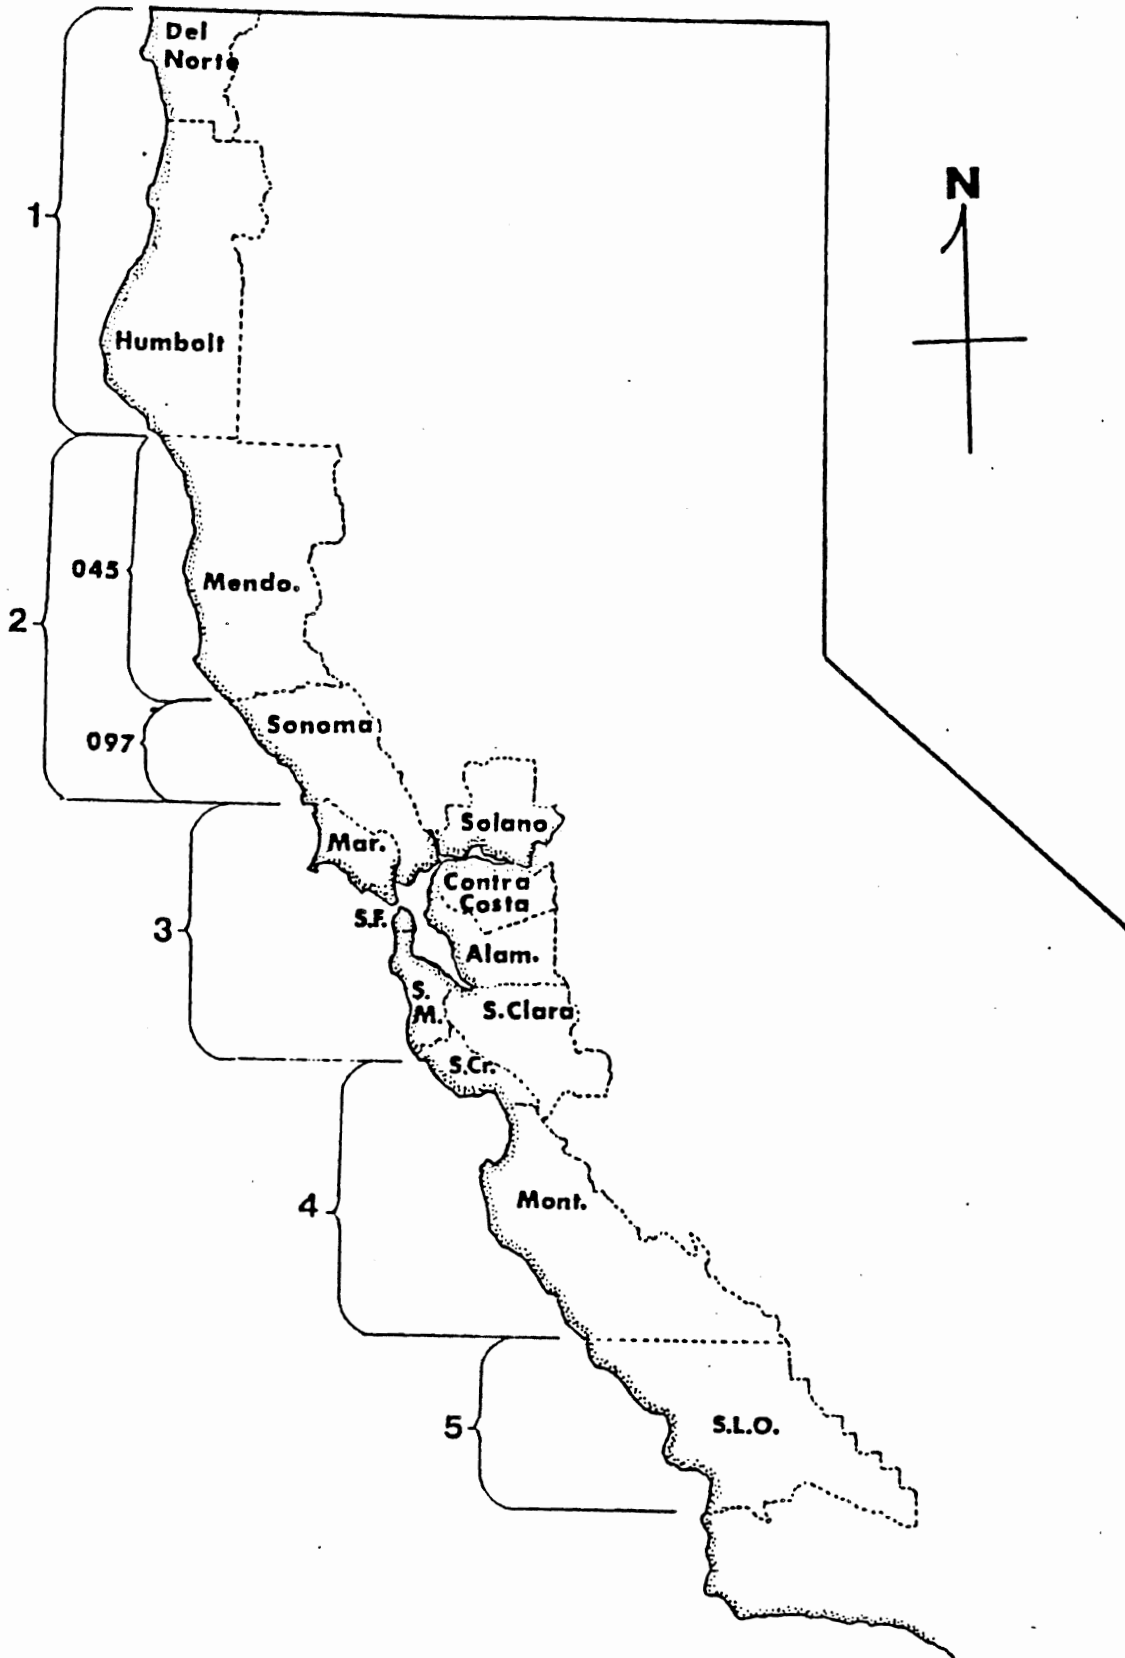 Del
Norte
N
1
Humbolt
045
Mendo.
2
Sonoma
097
Solano
Mar.
Contra
Costa
S.F.
3
Alam.
S.
M.
S.Clara
S.Cr.
4
Mont.
5
S.L.O.